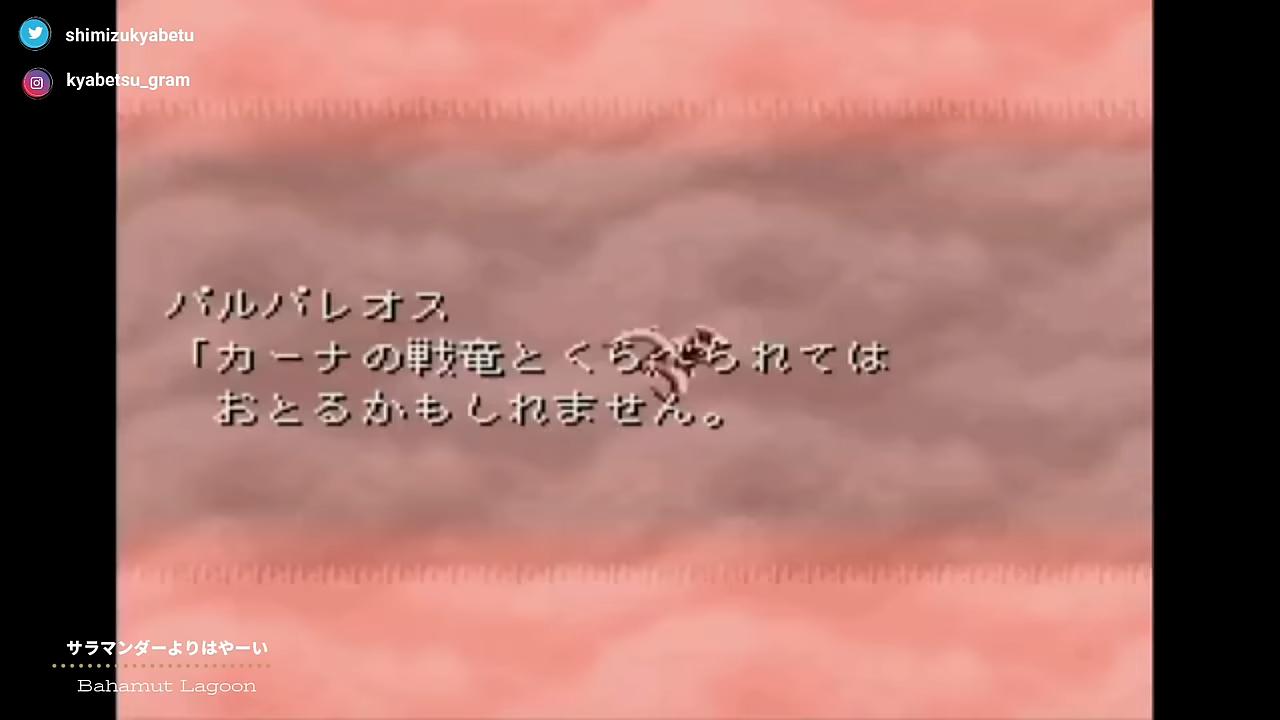 shimizukyabetu
kyabetsu_gram
パルパレオス
「カーナの戦竜とくらべられては
おとるかもしれません。
サラマンダーよりはやーい
Bahamut Lagoon